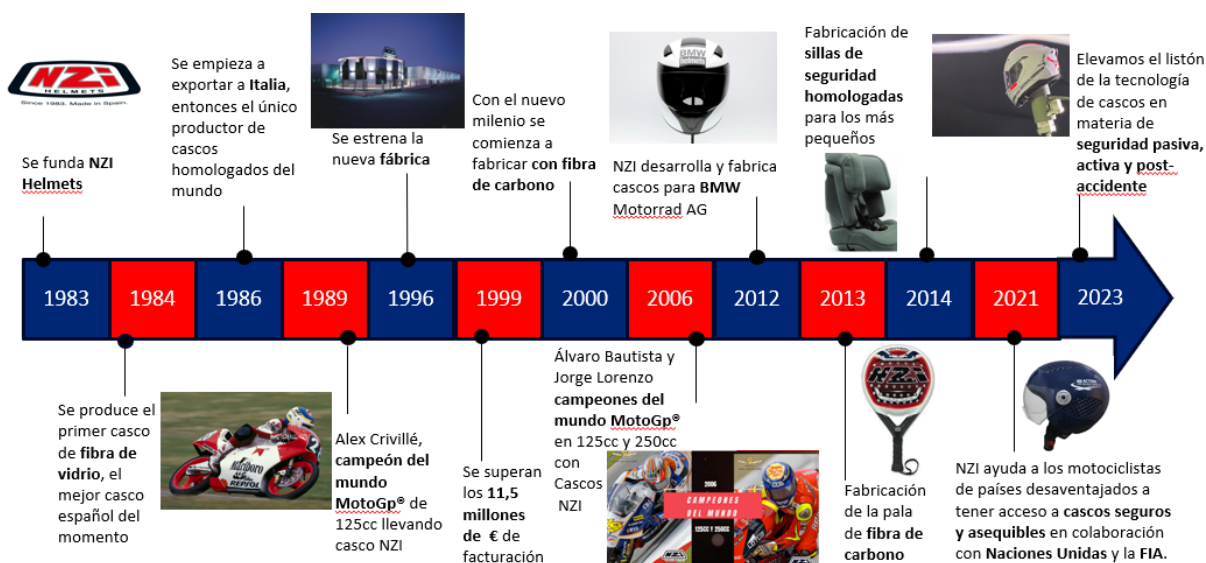 NZi
HELMETS
Since 1983. Made in Spain.
Se funda NZI
Helmets
Se empieza a
exportar a Italia,
entonces el único
productor de
cascos
homologados del
mundo
Se estrena la
nueva fábrica
Con el nuevo
milenio se
comienza a
fabricar con fibra
de carbono
BMW
helmets
NZI desarrolla y fabrica
cascos para BMW
Motorrad AG
Fabricación de
sillas de
seguridad
homologadas
para los más
pequeños
Elevamos el listón
de la tecnología
de cascos en
materia de
seguridad pasiva,
activa y post-
accidente
1983
1984
1986
1989
1996
1999
2000
2006
2012
2013
2014
2021
2023
Se produce el
primer casco
de fibra de
vidrio, el
mejor casco
español del
momento
Marlboro
REPSOL
Alex Crivillé,
campeón del
mundo
MotoGp® de
125cc llevando
casco NZI
Se superan
los 11,5
millones
de € de
facturación
Álvaro Bautista y
Jorge Lorenzo
campeones del
mundo MotoGp®
en 125cc y 250cc
con
Cascos
NZI
2006
CAMPEONES
DEL MUNDO
125CC Y 250CC
NZi
Fabricación
de la pala
de fibra de
carbono
NZI ayuda a los motociclistas
de países desaventajados a
tener acceso a cascos seguros
y asequibles en colaboración
con Naciones Unidas y la FIA.